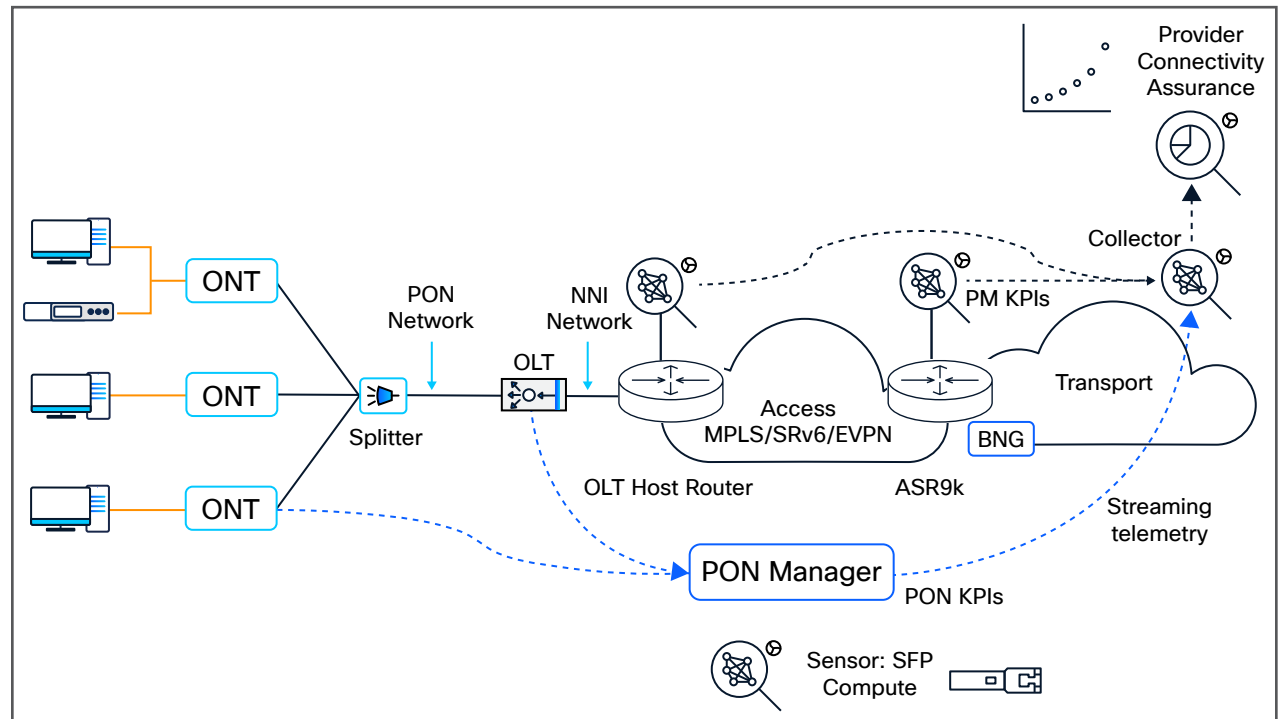 Provider
Connectivity
Assurance
Collector
ONT
PON
Network
NNI
Network
PM KPIs
OLT
ONT
Splitter
Access
MPLS/SRv6/EVPN
Transport
BNG
OLT Host Router
ASR9k
ONT
Streaming
telemetry
PON Manager
PON KPIs
Sensor: SFP
Compute